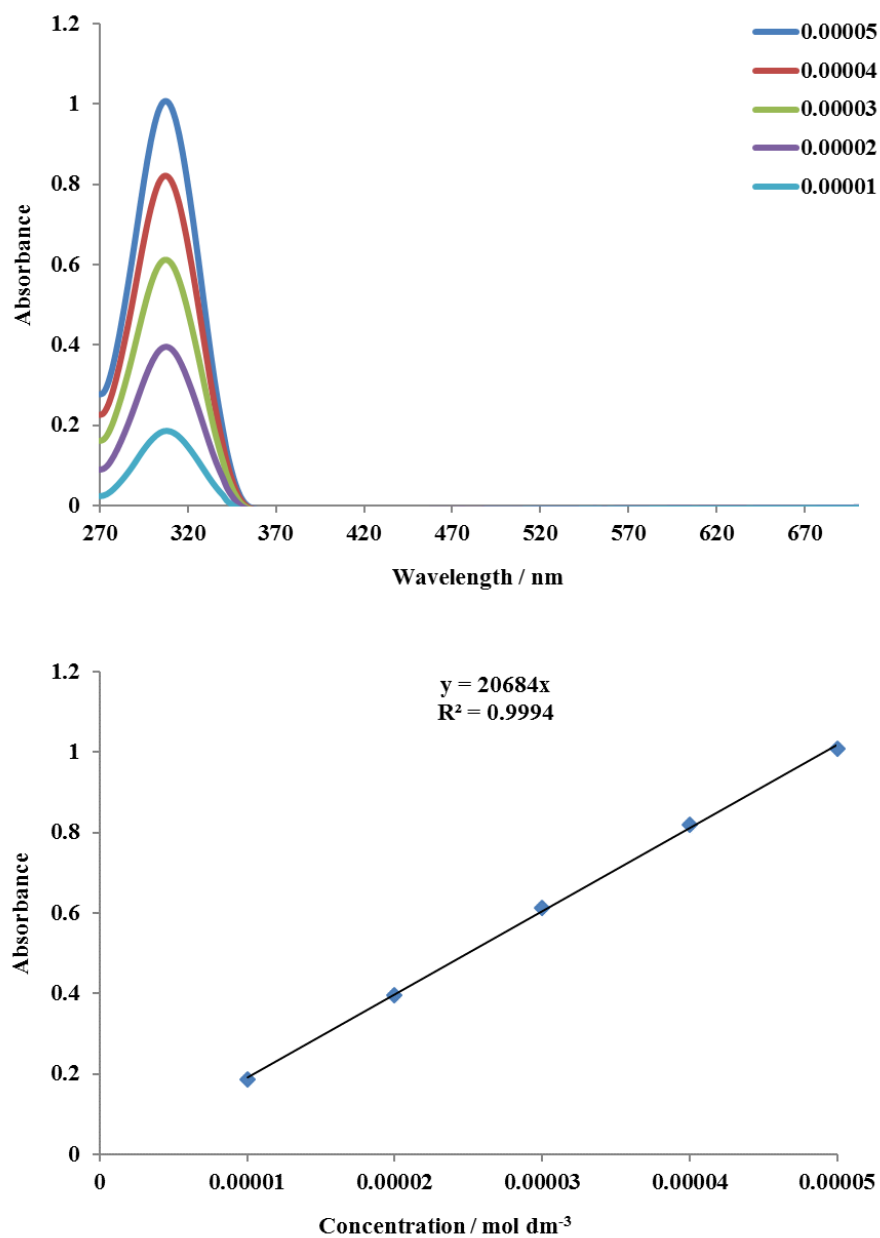 1.2
1
0.8
0.6
0.4
0.2
0
Absorbance
0.00005
0.00004
0.00003
0.00002
0.00001
270 320 370 420 470 520 570 620 670
Wavelength / nm
y = 20684x
R² = 0.9994
1.2
1
0.8
0.6
0.4
0.2
0
Absorbance
0 0.00001 0.00002 0.00003 0.00004 0.00005
Concentration / mol dm⁻³